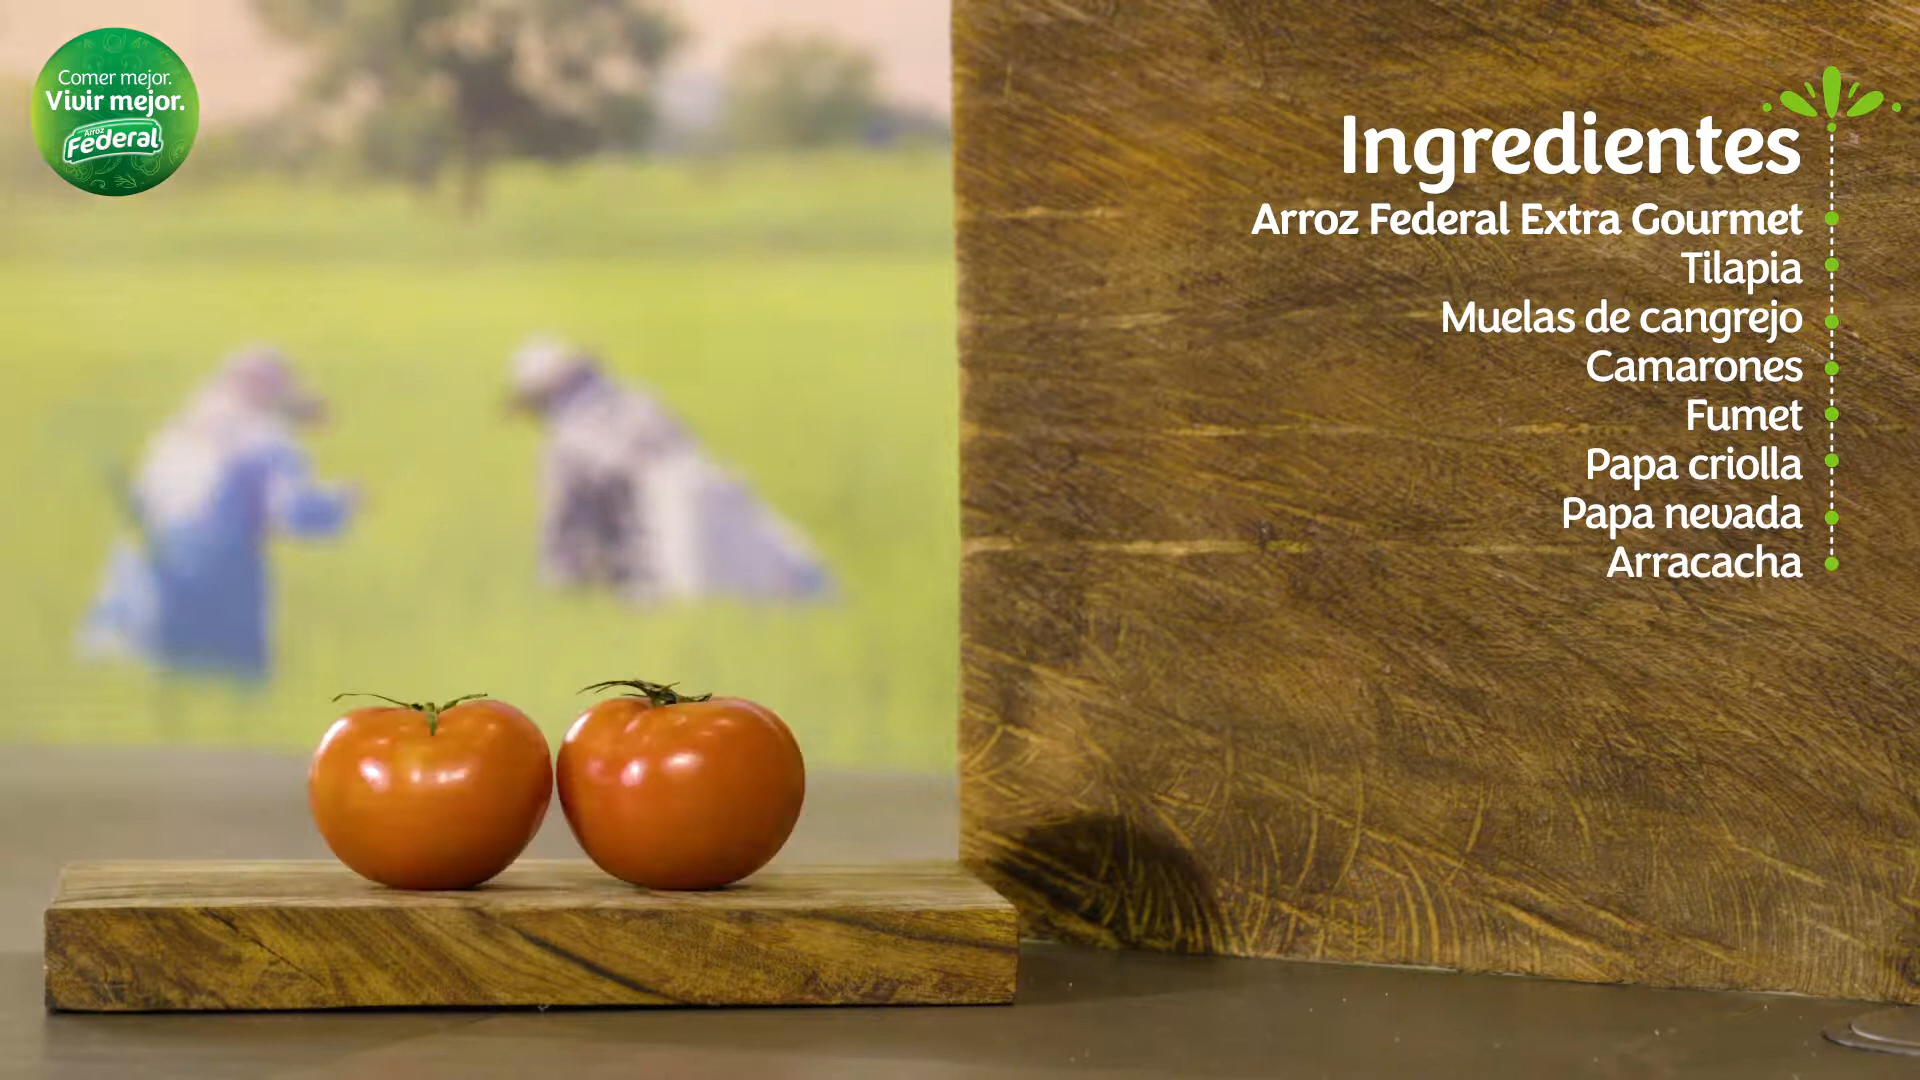 Comer mejor.
Vivir mejor.
Arroz
Federal
Ingredientes
Arroz Federal Extra Gourmet
Tilapia
Muelas de cangrejo
Camarones
Fumet
Papa criolla
Papa nevada
Arracacha